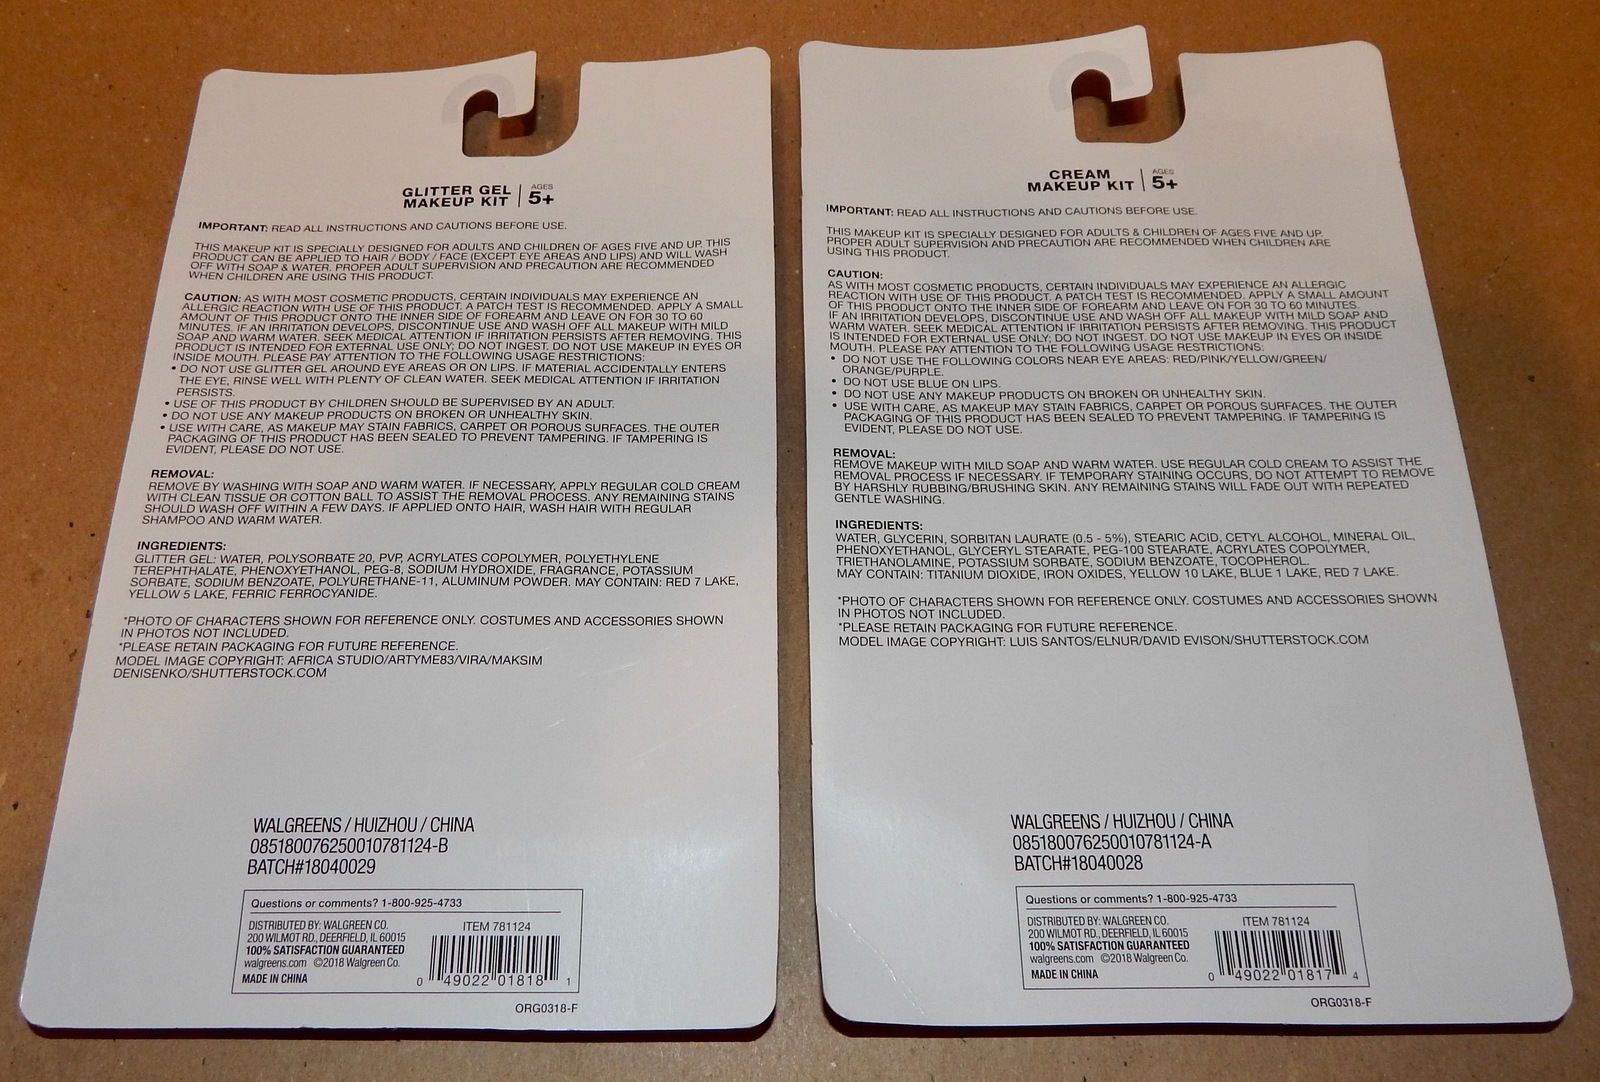 GLITTER GEL
MAKEUP KIT
AGES
5+
IMPORTANT: READ ALL INSTRUCTIONS AND CAUTIONS BEFORE USE.
THIS MAKEUP KIT IS SPECIALLY DESIGNED FOR ADULTS AND CHILDREN OF AGES FIVE AND UP. THIS
PRODUCT CAN BE APPLIED TO HAIR / BODY / FACE (EXCEPT EYE AREAS AND LIPS) AND WILL WASH
OFF WITH SOAP & WATER. PROPER ADULT SUPERVISION AND PRECAUTION ARE RECOMMENDED
WHEN CHILDREN ARE USING THIS PRODUCT.
CAUTION: AS WITH MOST COSMETIC PRODUCTS, CERTAIN INDIVIDUALS MAY EXPERIENCE AN
ALLERGIC REACTION WITH USE OF THIS PRODUCT. A PATCH TEST IS RECOMMENDED. APPLY A SMALL
AMOUNT OF THIS PRODUCT ONTO THE INNER SIDE OF FOREARM AND LEAVE ON FOR 30 TO 60
MINUTES. IF AN IRRITATION DEVELOPS, DISCONTINUE USE AND WASH OFF ALL MAKEUP WITH MILD
SOAP AND WARM WATER. SEEK MEDICAL ATTENTION IF IRRITATION PERSISTS AFTER REMOVING. THIS
PRODUCT IS INTENDED FOR EXTERNAL USE ONLY; DO NOT INGEST. DO NOT USE MAKEUP IN EYES OR
INSIDE MOUTH. PLEASE PAY ATTENTION TO THE FOLLOWING USAGE RESTRICTIONS:
• DO NOT USE GLITTER GEL AROUND EYE AREAS OR ON LIPS. IF MATERIAL ACCIDENTALLY ENTERS
THE EYE, RINSE WELL WITH PLENTY OF CLEAN WATER. SEEK MEDICAL ATTENTION IF IRRITATION
PERSISTS.
• USE OF THIS PRODUCT BY CHILDREN SHOULD BE SUPERVISED BY AN ADULT.
• DO NOT USE ANY MAKEUP PRODUCTS ON BROKEN OR UNHEALTHY SKIN.
• USE WITH CARE, AS MAKEUP MAY STAIN FABRICS, CARPET OR POROUS SURFACES. THE OUTER
PACKAGING OF THIS PRODUCT HAS BEEN SEALED TO PREVENT TAMPERING. IF TAMPERING IS
EVIDENT, PLEASE DO NOT USE.
REMOVAL:
REMOVE BY WASHING WITH SOAP AND WARM WATER. IF NECESSARY, APPLY REGULAR COLD CREAM
WITH CLEAN TISSUE OR COTTON BALL TO ASSIST THE REMOVAL PROCESS. ANY REMAINING STAINS
SHOULD WASH OFF WITHIN A FEW DAYS. IF APPLIED ONTO HAIR, WASH HAIR WITH REGULAR
SHAMPOO AND WARM WATER.
INGREDIENTS:
GLITTER GEL: WATER, POLYSORBATE 20, PVP, ACRYLATES COPOLYMER, POLYETHYLENE
TEREPHTHALATE, PHENOXYETHANOL, PEG-8, SODIUM HYDROXIDE, FRAGRANCE, POTASSIUM
SORBATE, SODIUM BENZOATE, POLYURETHANE-11, ALUMINUM POWDER. MAY CONTAIN: RED 7 LAKE,
YELLOW 5 LAKE, FERRIC FERROCYANIDE.
*PHOTO OF CHARACTERS SHOWN FOR REFERENCE ONLY. COSTUMES AND ACCESSORIES SHOWN
IN PHOTOS NOT INCLUDED.
*PLEASE RETAIN PACKAGING FOR FUTURE REFERENCE.
MODEL IMAGE COPYRIGHT: AFRICA STUDIO/ARTYME83/VIRA/MAKSIM
DENISENKO/SHUTTERSTOCK.COM
WALGREENS / HUIZHOU / CHINA
085180076250010781124-B
BATCH#18040029
Questions or comments? 1-800-925-4733
DISTRIBUTED BY: WALGREEN CO.
200 WILMOT RD., DEERFIELD, IL 60015
100% SATISFACTION GUARANTEED
walgreens.com ©2018 Walgreen Co.
MADE IN CHINA
ITEM 781124
0 49022 01818 1
ORG0318-F
CREAM
MAKEUP KIT
AGES
5+
IMPORTANT: READ ALL INSTRUCTIONS AND CAUTIONS BEFORE USE.
THIS MAKEUP KIT IS SPECIALLY DESIGNED FOR ADULTS & CHILDREN OF AGES FIVE AND UP.
PROPER ADULT SUPERVISION AND PRECAUTION ARE RECOMMENDED WHEN CHILDREN ARE
USING THIS PRODUCT.
CAUTION:
AS WITH MOST COSMETIC PRODUCTS, CERTAIN INDIVIDUALS MAY EXPERIENCE AN ALLERGIC
REACTION WITH USE OF THIS PRODUCT. A PATCH TEST IS RECOMMENDED. APPLY A SMALL AMOUNT
OF THIS PRODUCT ONTO THE INNER SIDE OF FOREARM AND LEAVE ON FOR 30 TO 60 MINUTES.
IF AN IRRITATION DEVELOPS, DISCONTINUE USE AND WASH OFF ALL MAKEUP WITH MILD SOAP AND
WARM WATER. SEEK MEDICAL ATTENTION IF IRRITATION PERSISTS AFTER REMOVING. THIS PRODUCT
IS INTENDED FOR EXTERNAL USE ONLY; DO NOT INGEST. DO NOT USE MAKEUP IN EYES OR INSIDE
MOUTH. PLEASE PAY ATTENTION TO THE FOLLOWING USAGE RESTRICTIONS:
• DO NOT USE THE FOLLOWING COLORS NEAR EYE AREAS: RED/PINK/YELLOW/GREEN/
ORANGE/PURPLE.
• DO NOT USE BLUE ON LIPS.
• DO NOT USE ANY MAKEUP PRODUCTS ON BROKEN OR UNHEALTHY SKIN.
• USE WITH CARE, AS MAKEUP MAY STAIN FABRICS, CARPET OR POROUS SURFACES. THE OUTER
PACKAGING OF THIS PRODUCT HAS BEEN SEALED TO PREVENT TAMPERING. IF TAMPERING IS
EVIDENT, PLEASE DO NOT USE.
REMOVAL:
REMOVE MAKEUP WITH MILD SOAP AND WARM WATER. USE REGULAR COLD CREAM TO ASSIST THE
REMOVAL PROCESS IF NECESSARY. IF TEMPORARY STAINING OCCURS, DO NOT ATTEMPT TO REMOVE
BY HARSHLY RUBBING/BRUSHING SKIN. ANY REMAINING STAINS WILL FADE OUT WITH REPEATED
GENTLE WASHING.
INGREDIENTS:
WATER, GLYCERIN, SORBITAN LAURATE (0.5 - 5%), STEARIC ACID, CETYL ALCOHOL, MINERAL OIL,
PHENOXYETHANOL, GLYCERYL STEARATE, PEG-100 STEARATE, ACRYLATES COPOLYMER,
TRIETHANOLAMINE, POTASSIUM SORBATE, SODIUM BENZOATE, TOCOPHEROL.
MAY CONTAIN: TITANIUM DIOXIDE, IRON OXIDES, YELLOW 10 LAKE, BLUE 1 LAKE, RED 7 LAKE.
*PHOTO OF CHARACTERS SHOWN FOR REFERENCE ONLY. COSTUMES AND ACCESSORIES SHOWN
IN PHOTOS NOT INCLUDED.
*PLEASE RETAIN PACKAGING FOR FUTURE REFERENCE.
MODEL IMAGE COPYRIGHT: LUIS SANTOS/ELNUR/DAVID EVISON/SHUTTERSTOCK.COM
WALGREENS / HUIZHOU / CHINA
085180076250010781124-A
BATCH#18040028
Questions or comments? 1-800-925-4733
DISTRIBUTED BY: WALGREEN CO.
200 WILMOT RD., DEERFIELD, IL 60015
100% SATISFACTION GUARANTEED
walgreens.com ©2018 Walgreen Co.
MADE IN CHINA
ITEM 781124
0 49022 01817 4
ORG0318-F